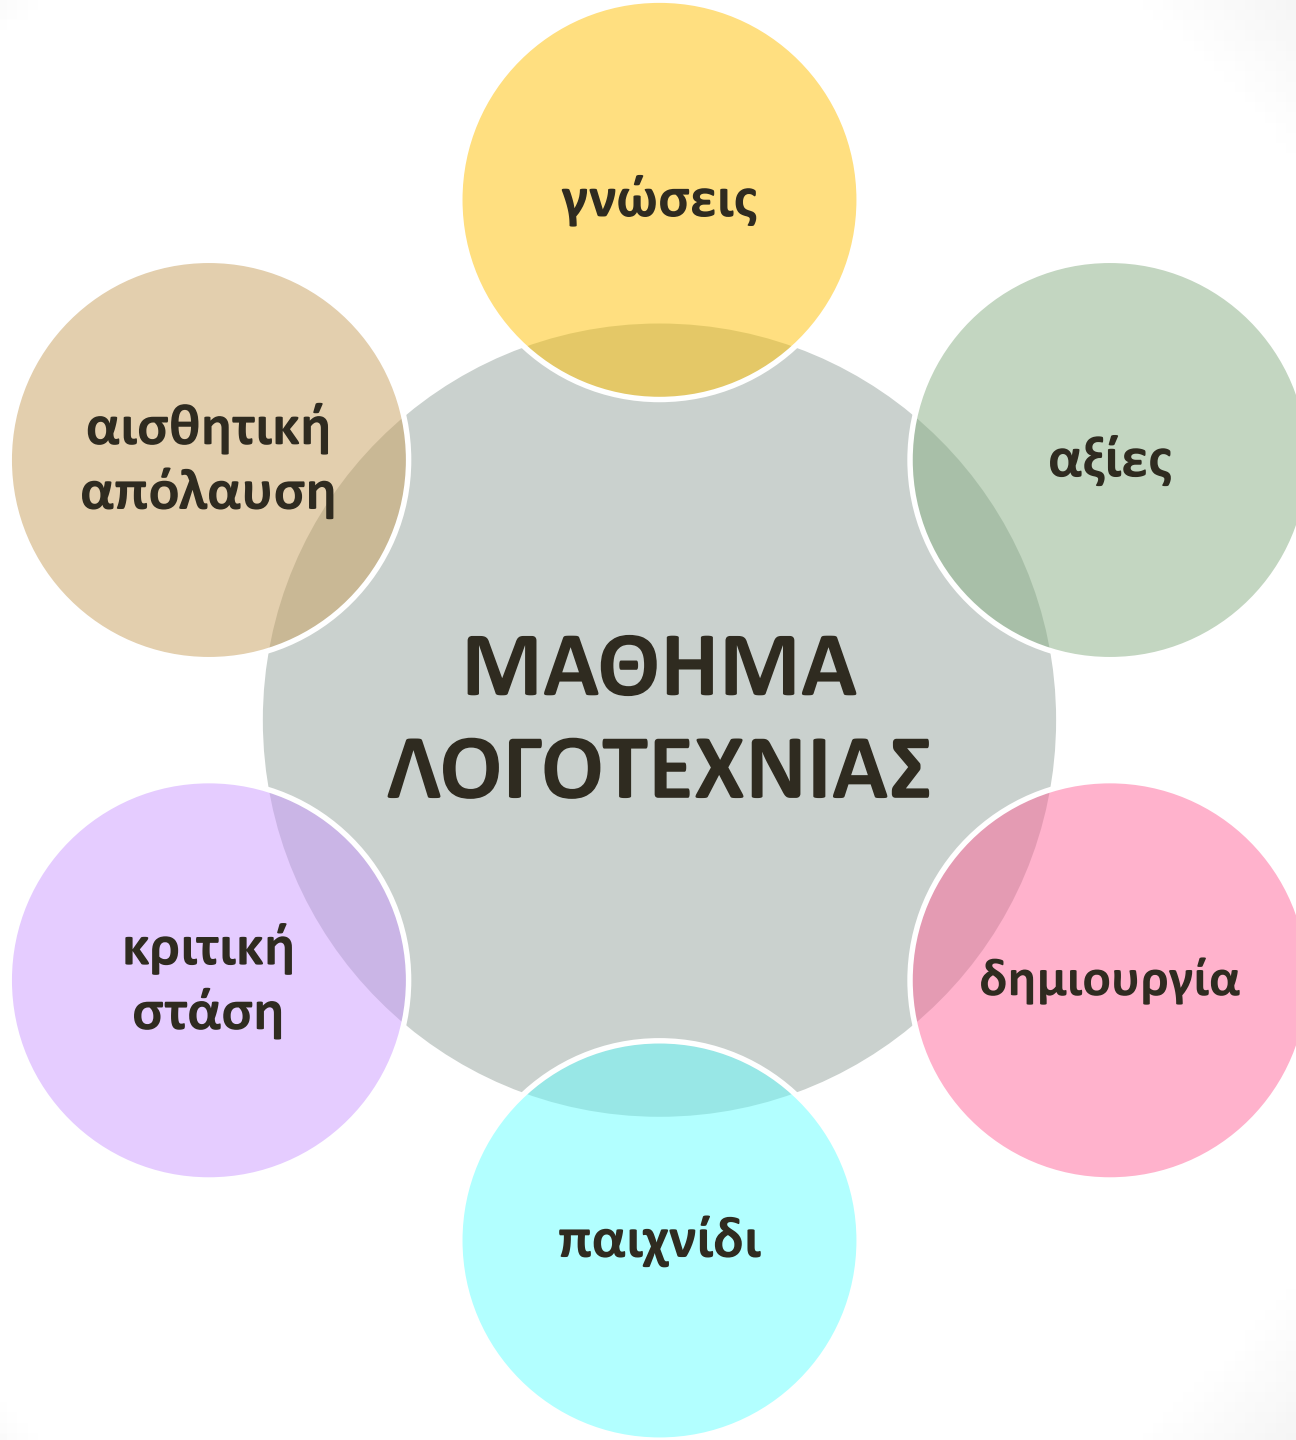 γνώσεις
αισθητική
απόλαυση
αξίες
ΜΑΘΗΜΑ
ΛΟΓΟΤΕΧΝΙΑΣ
κριτική
στάση
δημιουργία
παιχνίδι